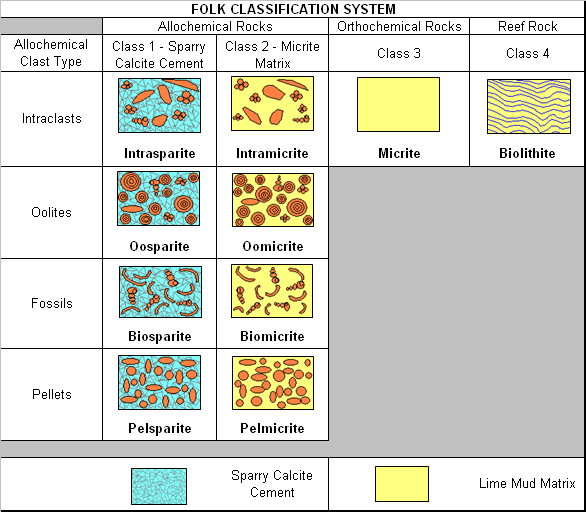 FOLK CLASSIFICATION SYSTEM
Allochemical Rocks
Orthochemical Rocks
Reef Rock
Allochemical
Clast Type
Class 1 - Sparry
Calcite Cement
Class 2 - Micrite
Matrix
Class 3
Class 4
Intraclasts
Intrasparite
Intramicrite
Micrite
Biolithite
Oolites
Oosparite
Oomicrite
Fossils
Biosparite
Biomicrite
Pellets
Pelsparite
Pelmicrite
Sparry Calcite
Cement
Lime Mud Matrix